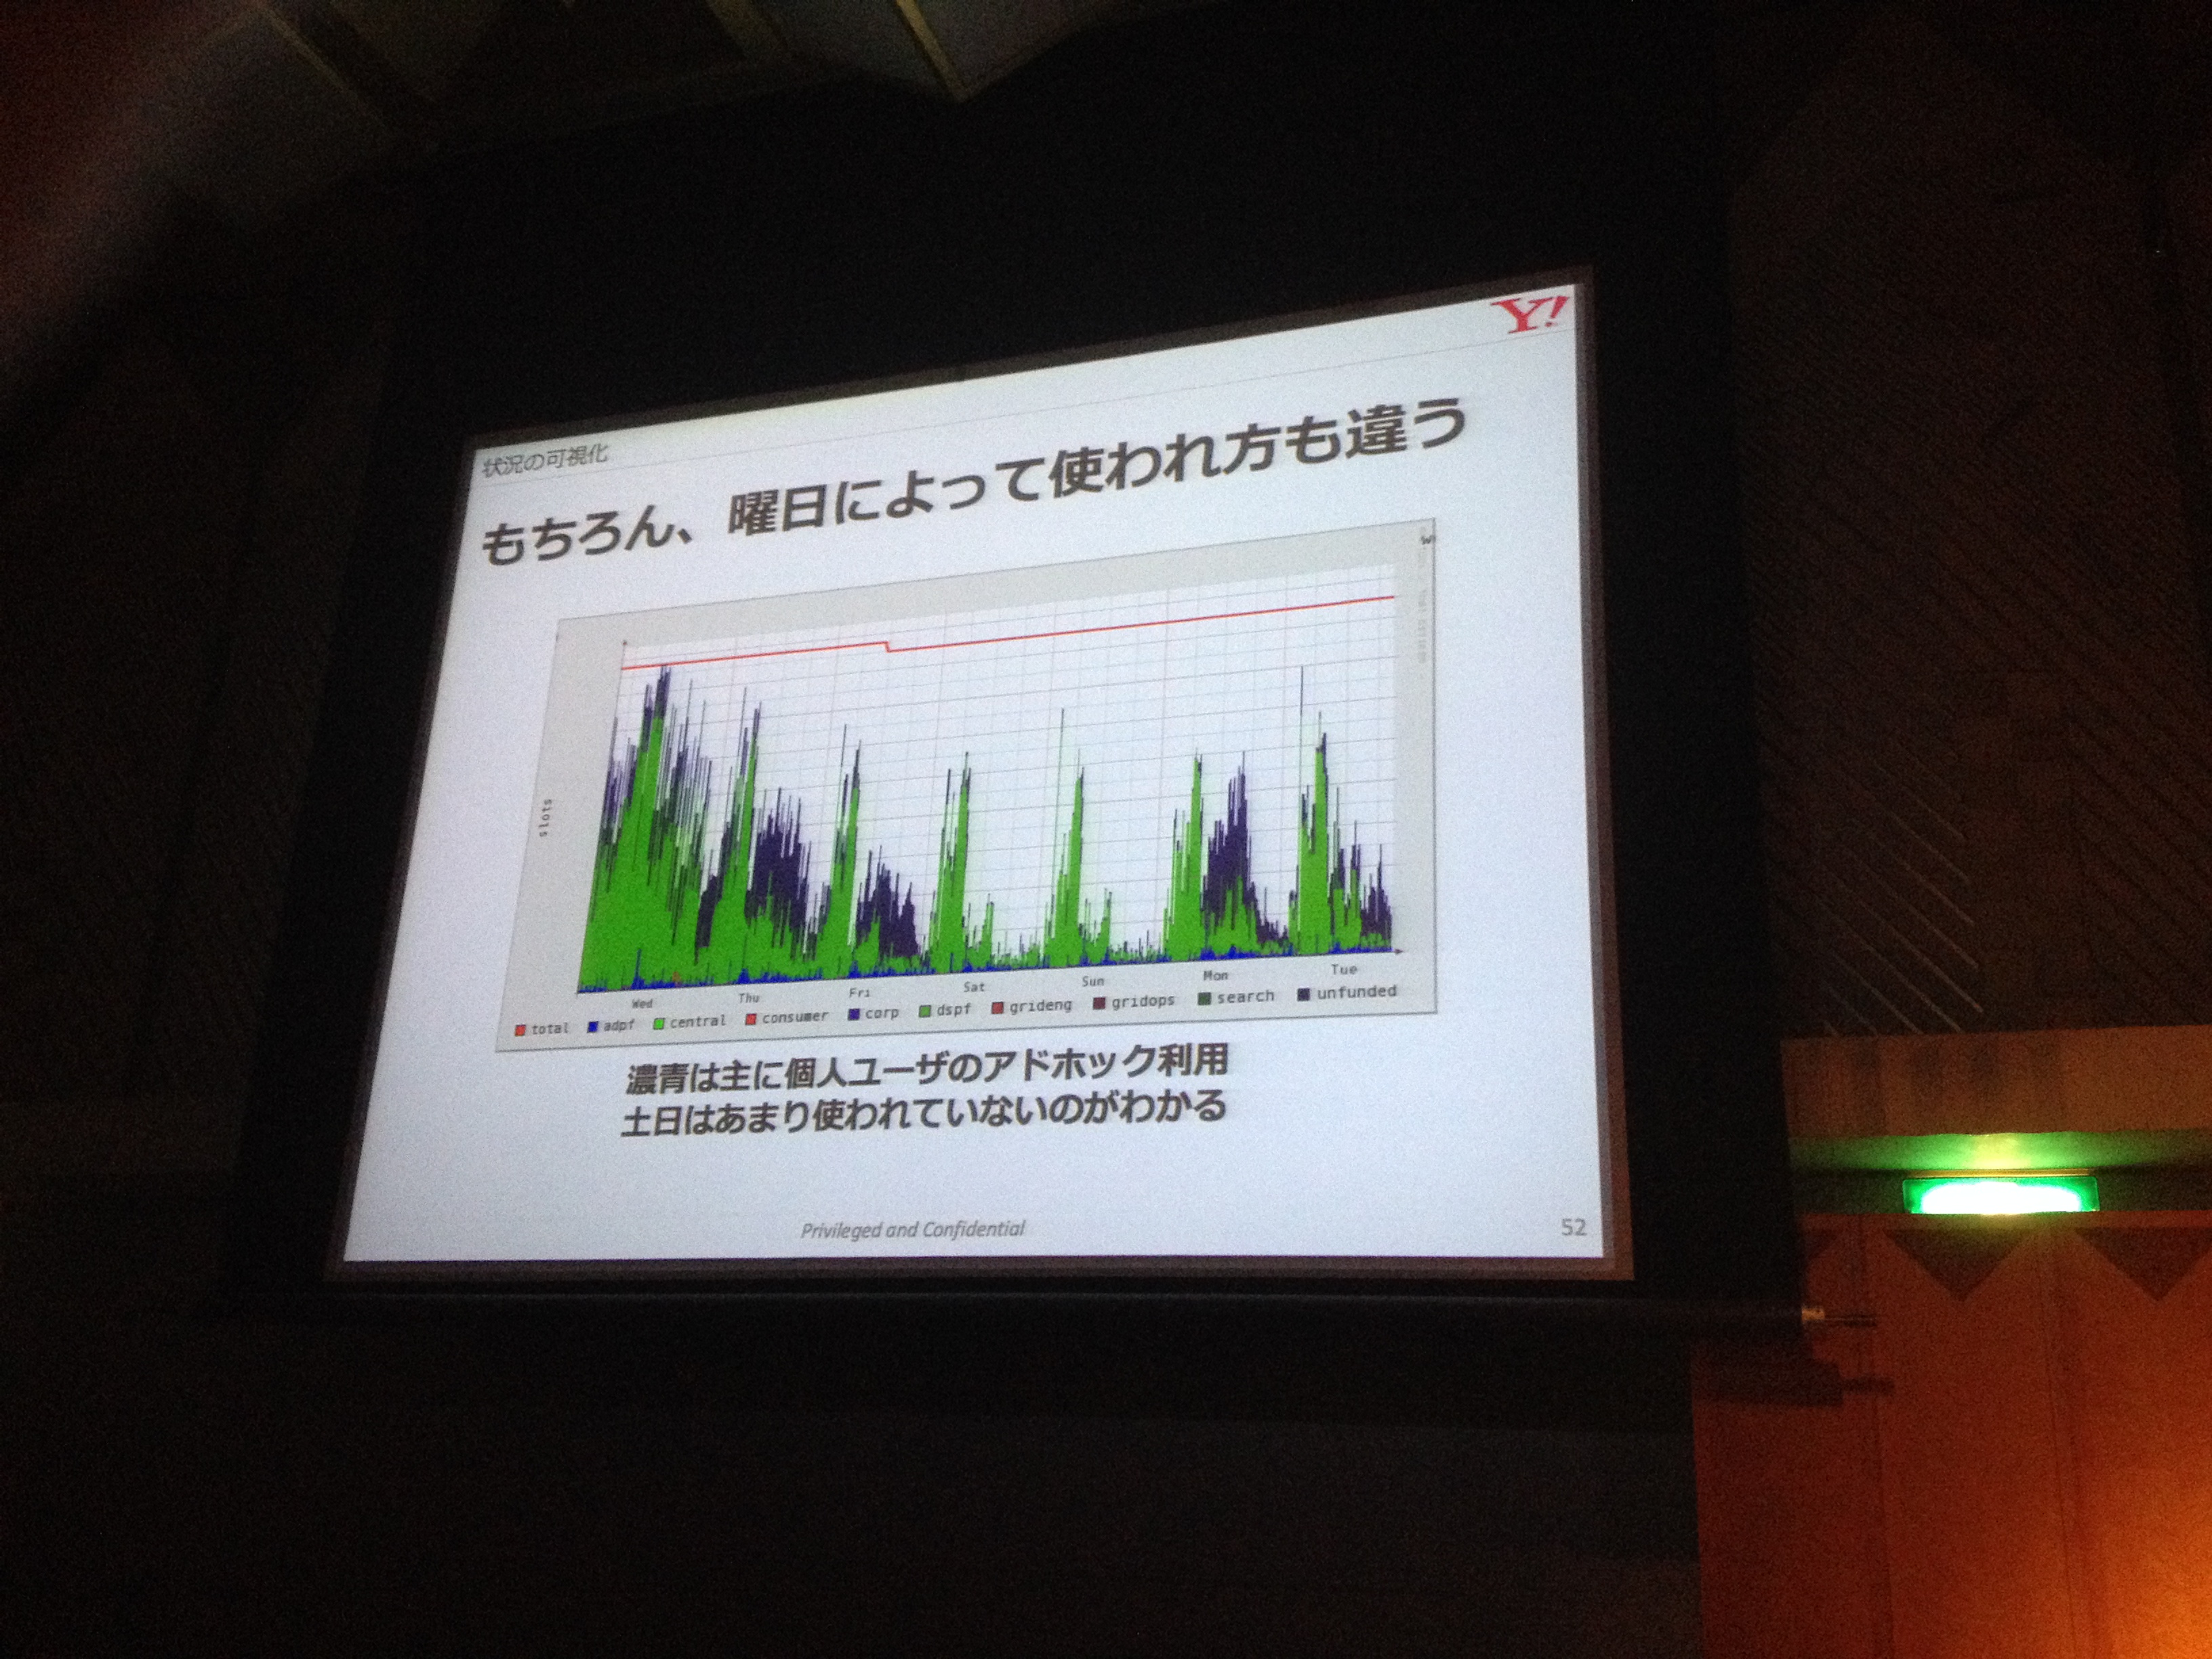 Y!
状況の可視化
もちろん、曜日によって使われ方も違う
slots
Wed Thu Fri Sat Sun Mon Tue
total adpf central consumer corp dspf grideng gridops search unfunded
濃青は主に個人ユーザのアドホック利用
土日はあまり使われていないのがわかる
Privileged and Confidential
52